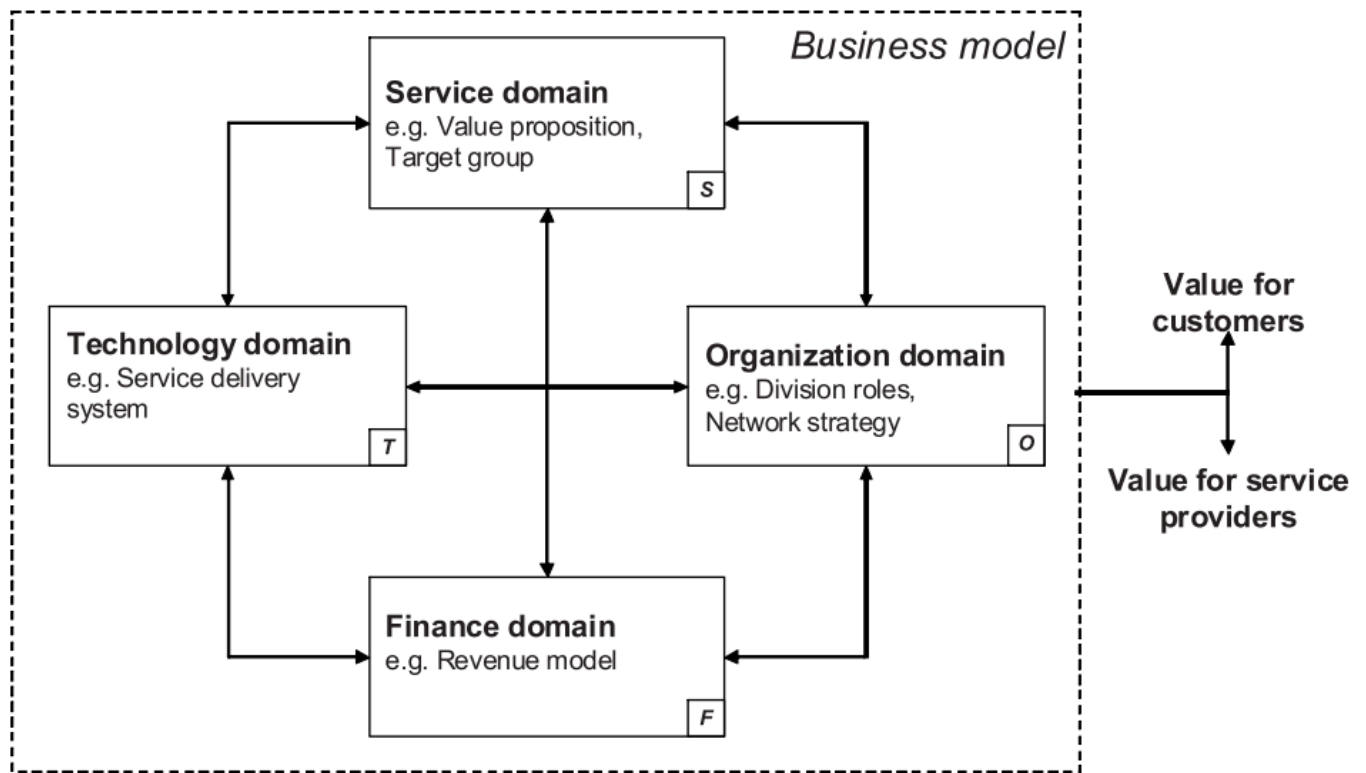 Business model
Service domain
e.g. Value proposition,
Target group
S
Technology domain
e.g. Service delivery
system
T
Organization domain
e.g. Division roles,
Network strategy
O
Value for
customers
Value for service
providers
Finance domain
e.g. Revenue model
F